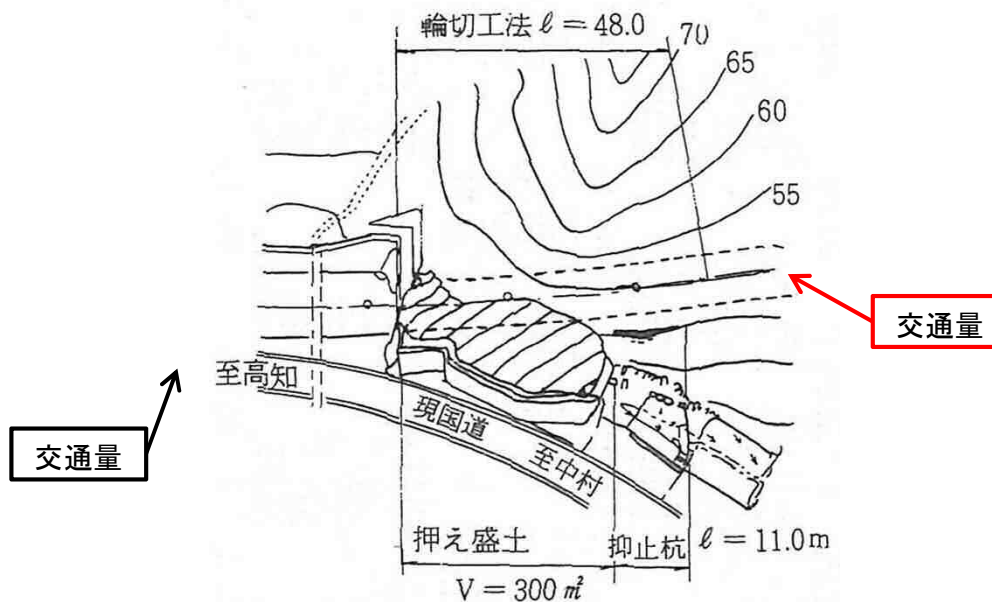 輪切工法 ℓ = 48.0
70
65
60
55
交通量
至高知
現国道
至中村
交通量
押え盛土
抑止杭
ℓ = 11.0m
V = 300 ㎡